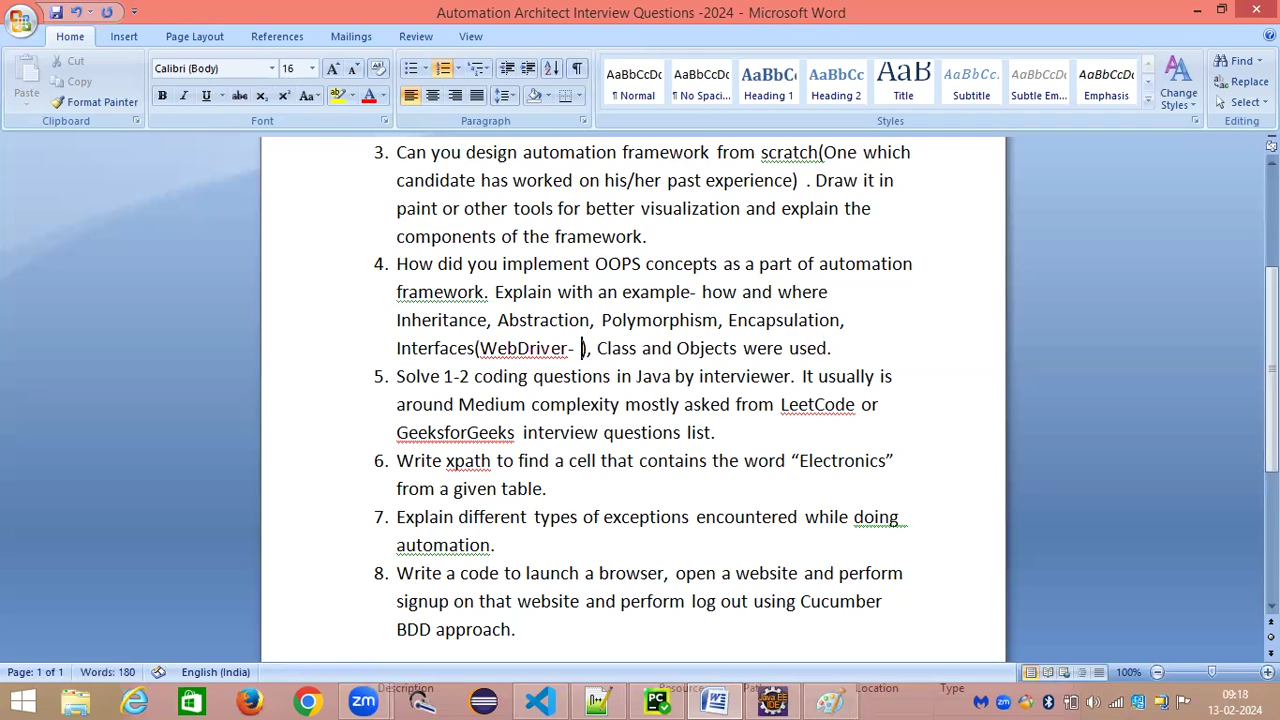 Automation Architect Interview Questions -2024 - Microsoft Word
Home Insert Page Layout References Mailings Review View
Paste
Cut
Copy
Format Painter
Clipboard
Calibri (Body) 16
Font
Paragraph
AaBbCcDc AaBbCcDc AaBbCc AaBbCc AaB AaBbCc. AaBbCcDc AaBbCcDc
¶ Normal ¶ No Spaci... Heading 1 Heading 2 Title Subtitle Subtle Em... Emphasis
Change Styles
Styles
Find
Replace
Select
Editing
3. Can you design automation framework from scratch(One which
candidate has worked on his/her past experience) . Draw it in
paint or other tools for better visualization and explain the
components of the framework.
4. How did you implement OOPS concepts as a part of automation
framework. Explain with an example- how and where
Inheritance, Abstraction, Polymorphism, Encapsulation,
Interfaces(WebDriver- ), Class and Objects were used.
5. Solve 1-2 coding questions in Java by interviewer. It usually is
around Medium complexity mostly asked from LeetCode or
GeeksforGeeks interview questions list.
6. Write xpath to find a cell that contains the word “Electronics”
from a given table.
7. Explain different types of exceptions encountered while doing
automation.
8. Write a code to launch a browser, open a website and perform
signup on that website and perform log out using Cucumber
BDD approach.
Page: 1 of 1 Words: 180 English (India) 100%
Description Location Type
09:18
13-02-2024